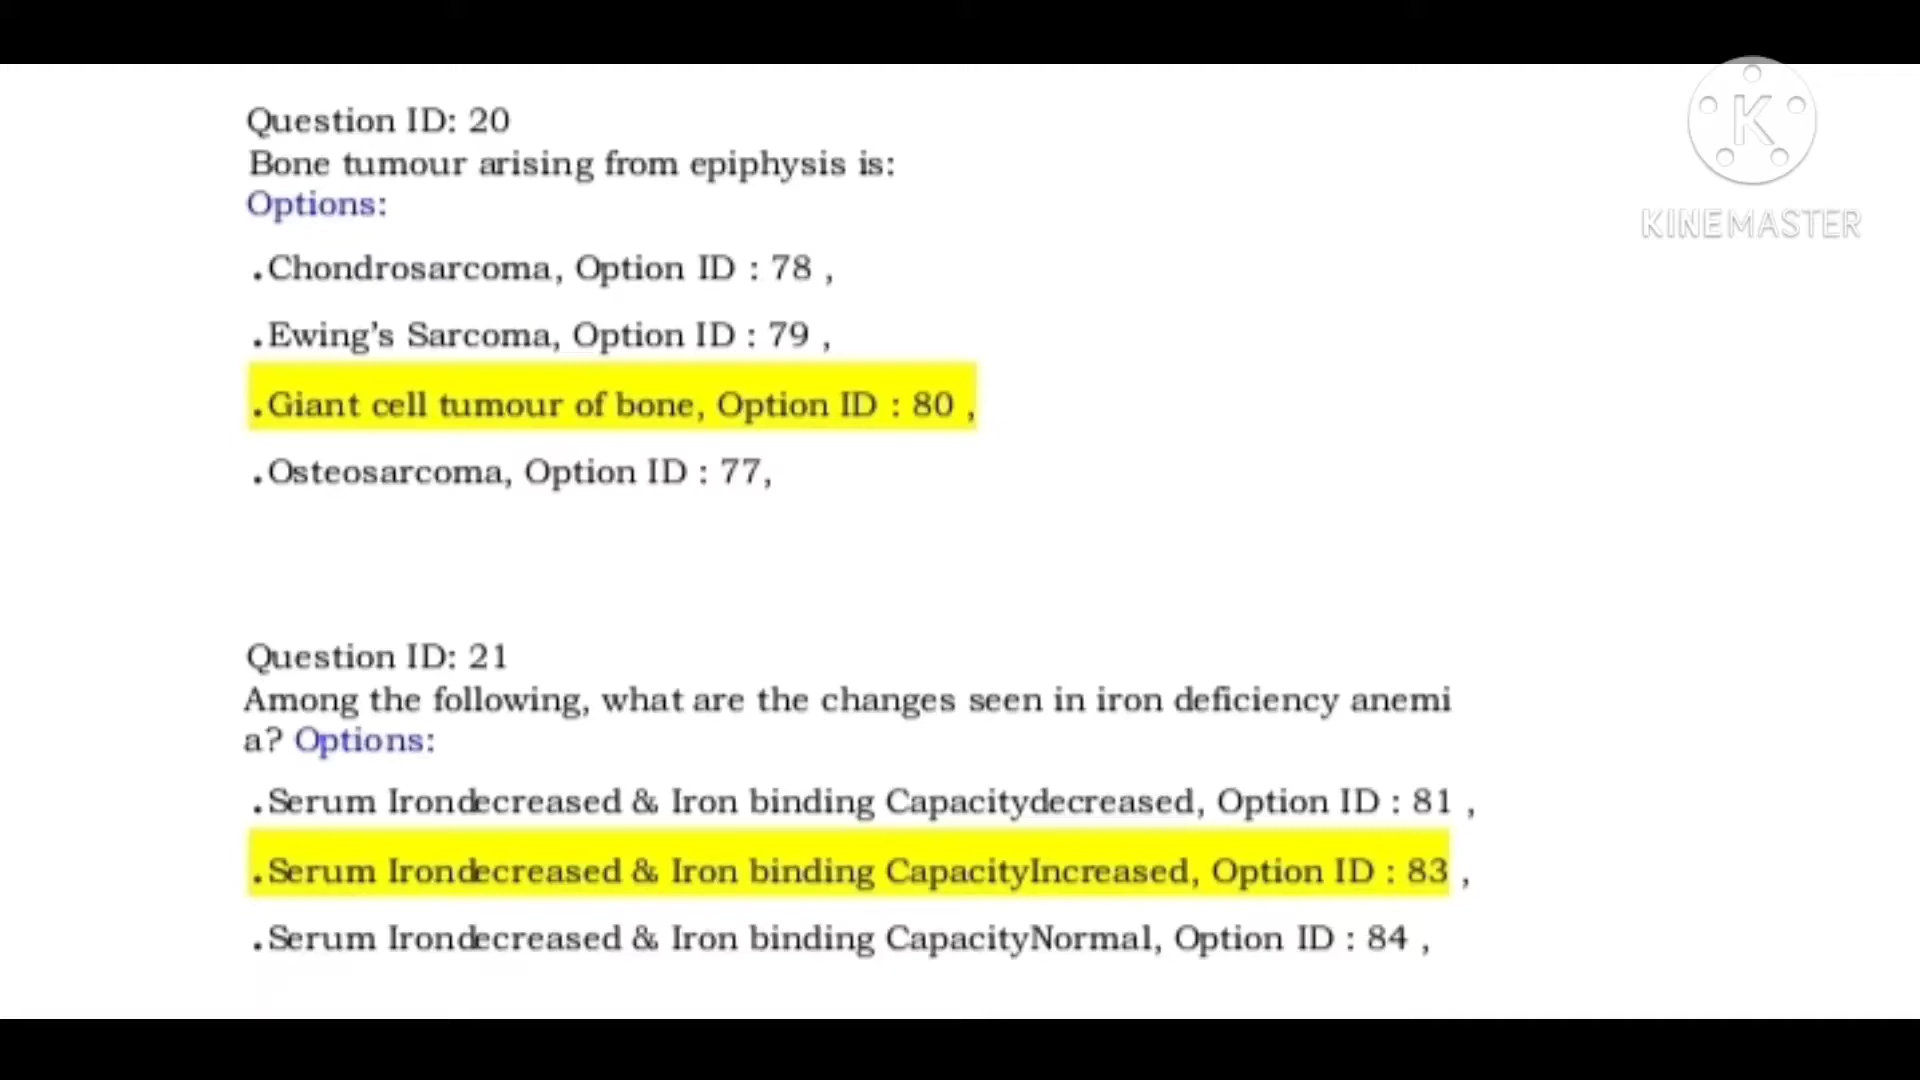 Question ID: 20
Bone tumour arising from epiphysis is:
Options:
.Chondrosarcoma, Option ID : 78 ,
.Ewing's Sarcoma, Option ID : 79 ,
.Giant cell tumour of bone, Option ID : 80 ,
.Osteosarcoma, Option ID : 77,
Question ID: 21
Among the following, what are the changes seen in iron deficiency anemi
a? Options:
.Serum Irondecreased & Iron binding Capacitydecreased, Option ID : 81 ,
.Serum Irondecreased & Iron binding CapacityIncreased, Option ID : 83 ,
.Serum Irondecreased & Iron binding CapacityNormal, Option ID : 84 ,
K
KINEMASTER